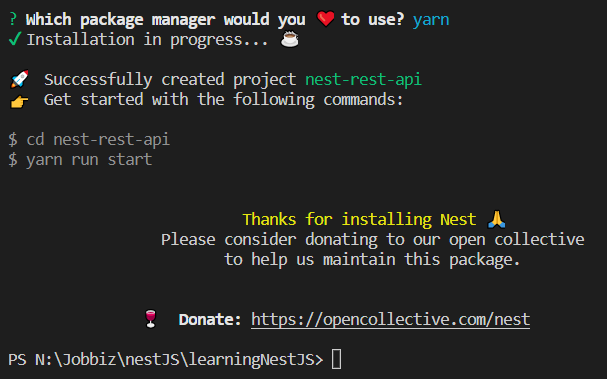 ? Which package manager would you ❤️ to use? yarn
✓ Installation in progress... ☕
🚀 Successfully created project nest-rest-api
👉 Get started with the following commands:
$ cd nest-rest-api
$ yarn run start
Thanks for installing Nest 🙏
Please consider donating to our open collective
to help us maintain this package.
🍷 Donate: https://opencollective.com/nest
PS N:\Jobbiz\nestJS\learningNestJS>